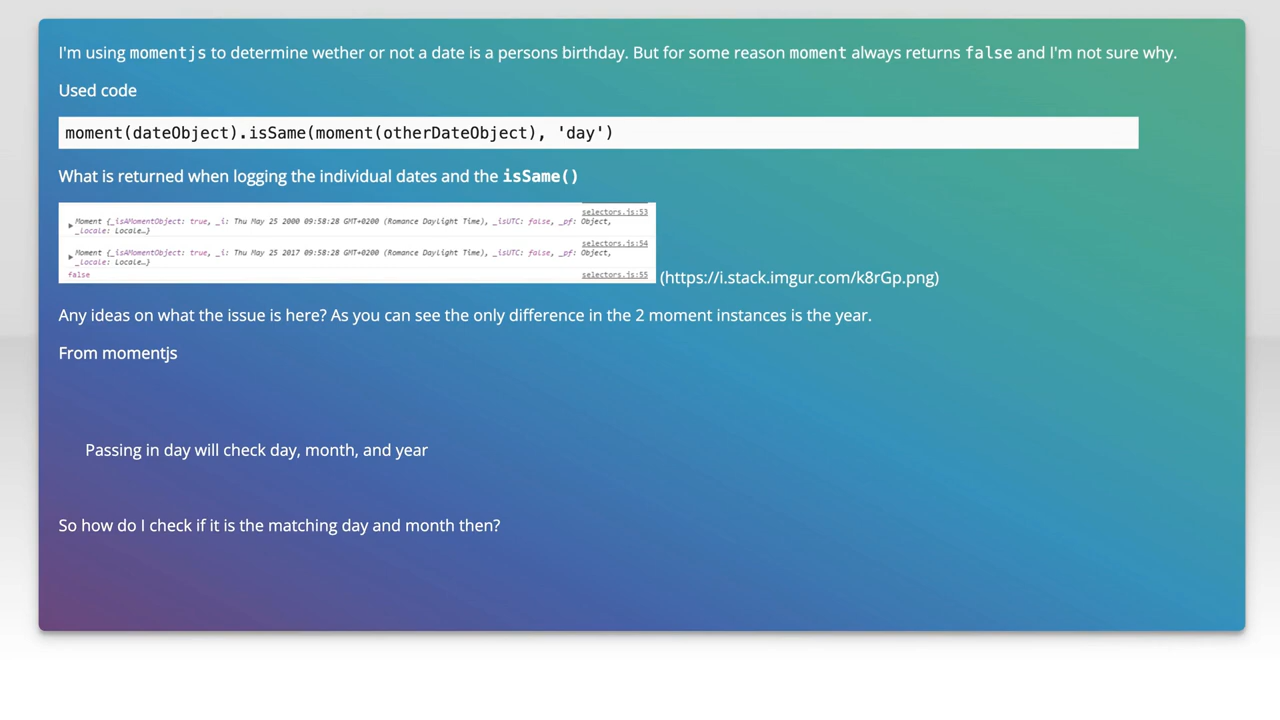 I'm using momentjs to determine wether or not a date is a persons birthday. But for some reason moment always returns false and I'm not sure why.
Used code
moment(dateObject).isSame(moment(otherDateObject), 'day')
What is returned when logging the individual dates and the isSame()
selectors.js:53
Moment {_isAMomentObject: true, _i: Thu May 25 2000 09:58:28 GMT+0200 (Romance Daylight Time), _isUTC: false, _pf: Object,
_locale: Locale…}
selectors.js:54
Moment {_isAMomentObject: true, _i: Thu May 25 2017 09:58:28 GMT+0200 (Romance Daylight Time), _isUTC: false, _pf: Object,
_locale: Locale…}
false selectors.js:55
(https://i.stack.imgur.com/k8rGp.png)
Any ideas on what the issue is here? As you can see the only difference in the 2 moment instances is the year.
From momentjs
Passing in day will check day, month, and year
So how do I check if it is the matching day and month then?